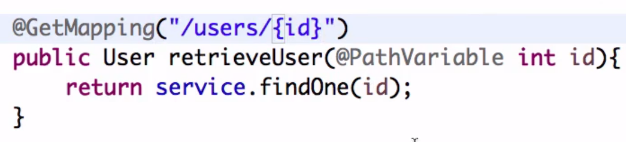 @GetMapping("/users/{id}")
public User retrieveUser(@PathVariable int id){
    return service.findOne(id);
}